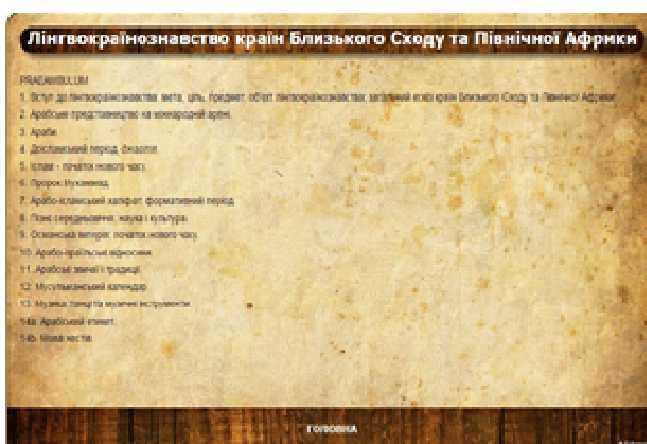 Лінгвокраїнознавство країн Близького Сходу та Північної Африки
PRAEAMBULUM
1. Вступ до лінгвокраїнознавства: мета, ціль, предмет, об'єкт лінгвокраїнознавства, загальний огляд країн Близького Сходу та Північної Африки.
2. Арабське представництво на міжнародній арені.
3. Араби.
4. Доісламський період. Джахілія.
5. Іслам - початок нового часу.
6. Пророк Мухаммад.
7. Арабо-ісламський халіфат: формативний період.
8. Пізнє середньовіччя: наука і культура.
9. Османська імперія: початок нового часу.
10. Арабо-ізраїльські відносини.
11. Арабські звичаї і традиції.
12. Мусульманський календар.
13. Музика, танці та музичні інструменти.
14a. Арабський етикет.
14b. Мова жестів.
ГОЛОВНА